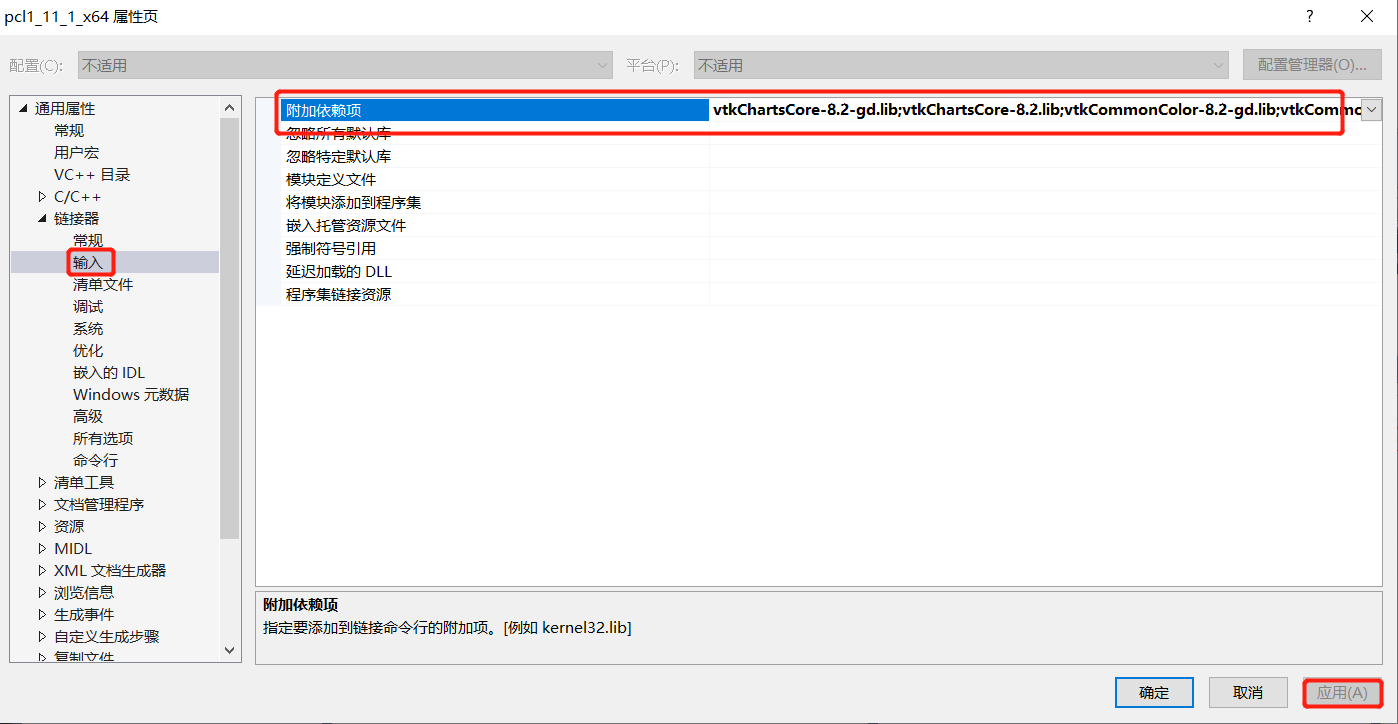 pcl1_11_1_x64 属性页
?
配置(C):
不适用
平台(P):
不适用
配置管理器(O)...
通用属性
常规
用户宏
VC++ 目录
C/C++
链接器
常规
输入
清单文件
调试
系统
优化
嵌入的 IDL
Windows 元数据
高级
所有选项
命令行
清单工具
文档管理程序
资源
MIDL
XML 文档生成器
浏览信息
生成事件
自定义生成步骤
复制文件
附加依赖项
vtkChartsCore-8.2-gd.lib;vtkChartsCore-8.2.lib;vtkCommonColor-8.2-gd.lib;vtkCommo
忽略所有默认库
忽略特定默认库
模块定义文件
将模块添加到程序集
嵌入托管资源文件
强制符号引用
延迟加载的 DLL
程序集链接资源
附加依赖项
指定要添加到链接命令行的附加项。[例如 kernel32.lib]
确定
取消
应用(A)